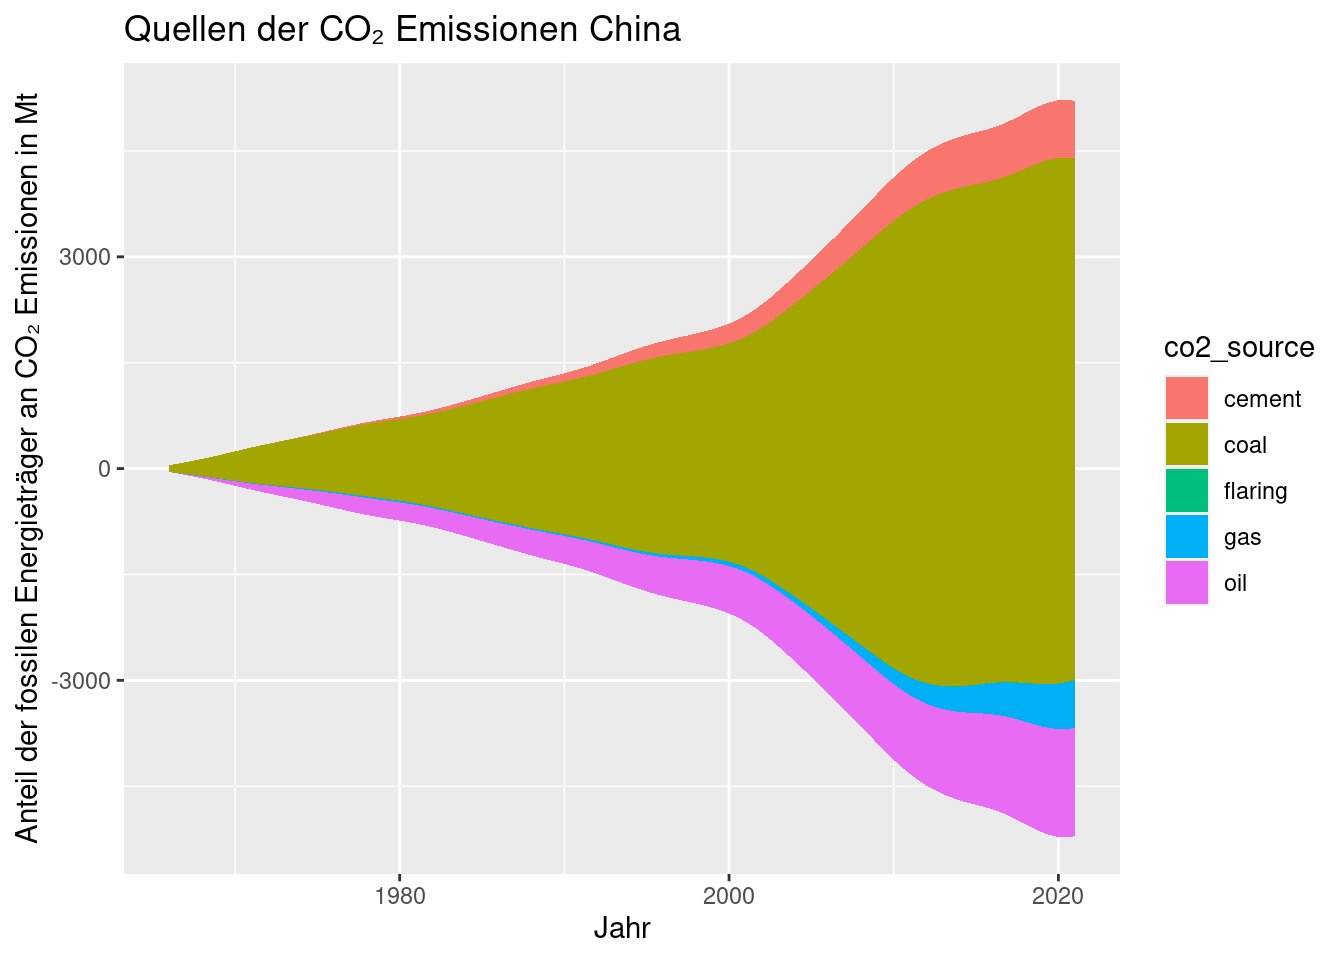 Quellen der CO₂ Emissionen China
Anteil der fossilen Energieträger an CO₂ Emissionen in Mt
3000
0
-3000
1980
2000
2020
Jahr
co2_source
cement
coal
flaring
gas
oil